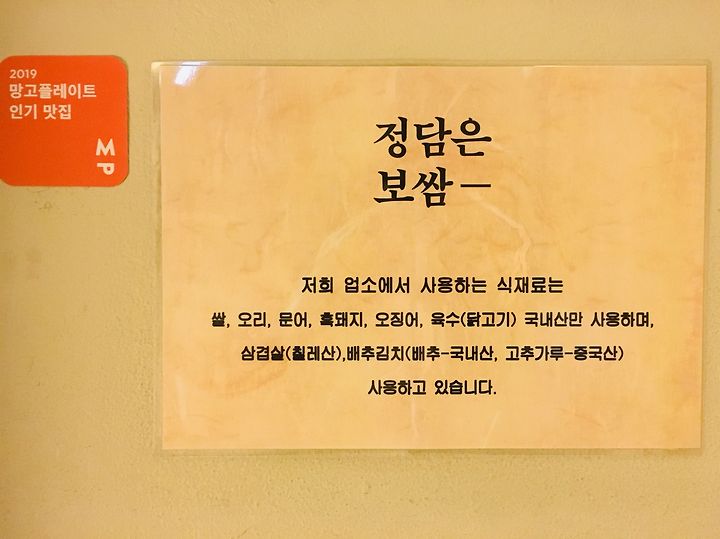 2019
망고플레이트
인기 맛집
MP
정담은
보쌈 一
저희 업소에서 사용하는 식재료는
쌀, 오리, 문어, 흑돼지, 오징어, 육수(닭고기) 국내산만 사용하며,
삼겹살(칠레산),배추김치(배추-국내산, 고추가루-중국산)
사용하고 있습니다.